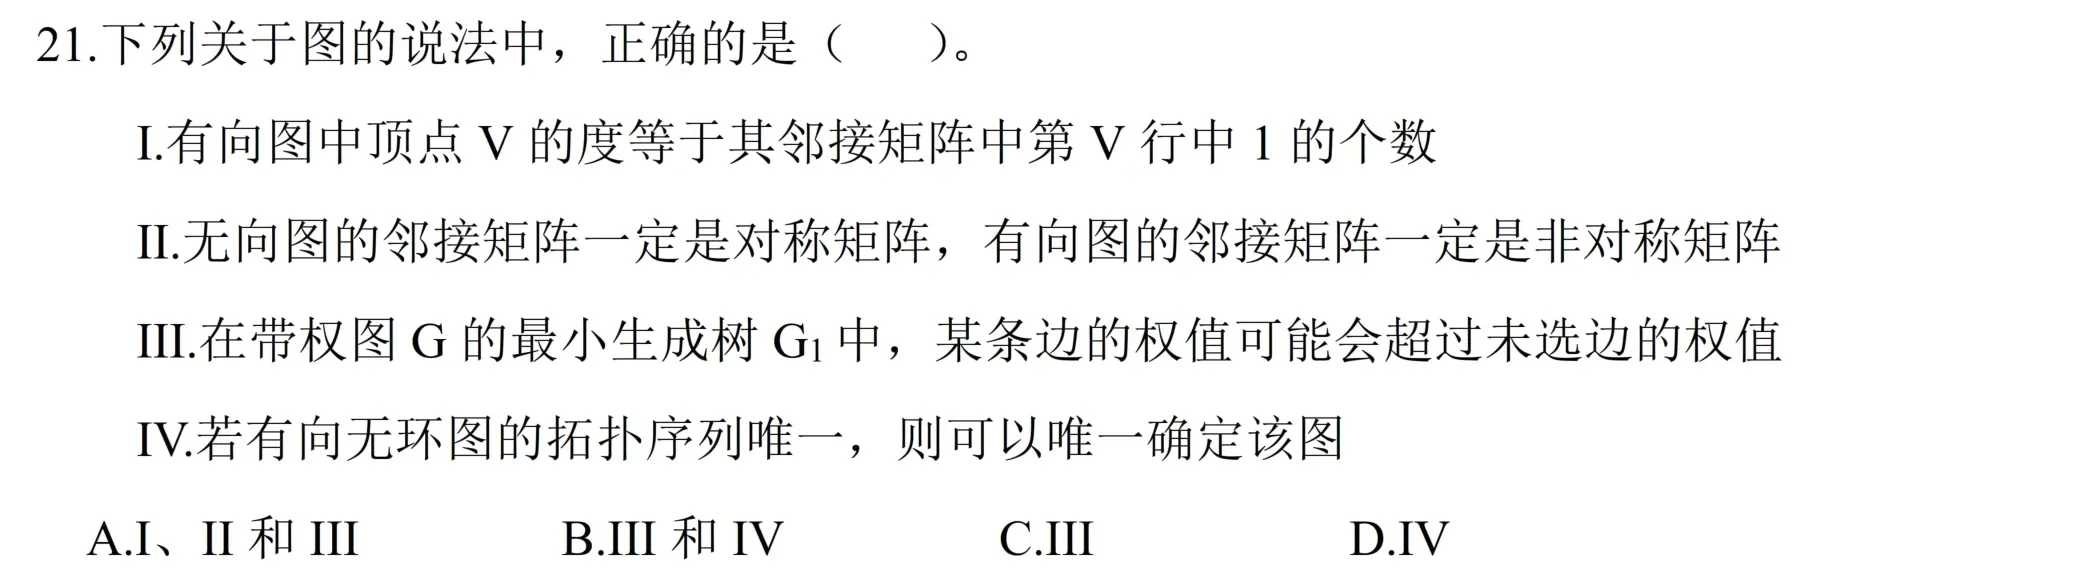 21.下列关于图的说法中，正确的是（　　）。
I.有向图中顶点 V 的度等于其邻接矩阵中第 V 行中 1 的个数
II.无向图的邻接矩阵一定是对称矩阵，有向图的邻接矩阵一定是非对称矩阵
III.在带权图 G 的最小生成树 G₁ 中，某条边的权值可能会超过未选边的权值
IV.若有向无环图的拓扑序列唯一，则可以唯一确定该图
A.I、II 和 III　　B.III 和 IV　　C.III　　D.IV